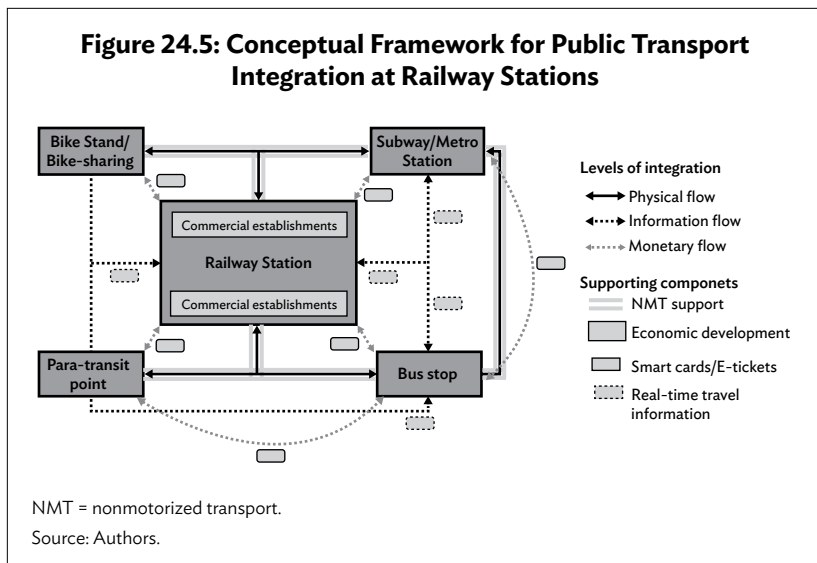 Figure 24.5: Conceptual Framework for Public Transport
Integration at Railway Stations
Bike Stand/
Bike-sharing
Subway/Metro
Station
Commercial establishments
Railway Station
Commercial establishments
Para-transit
point
Bus stop
Levels of integration
Physical flow
Information flow
Monetary flow
Supporting componets
NMT support
Economic development
Smart cards/E-tickets
Real-time travel
information
NMT = nonmotorized transport.
Source: Authors.